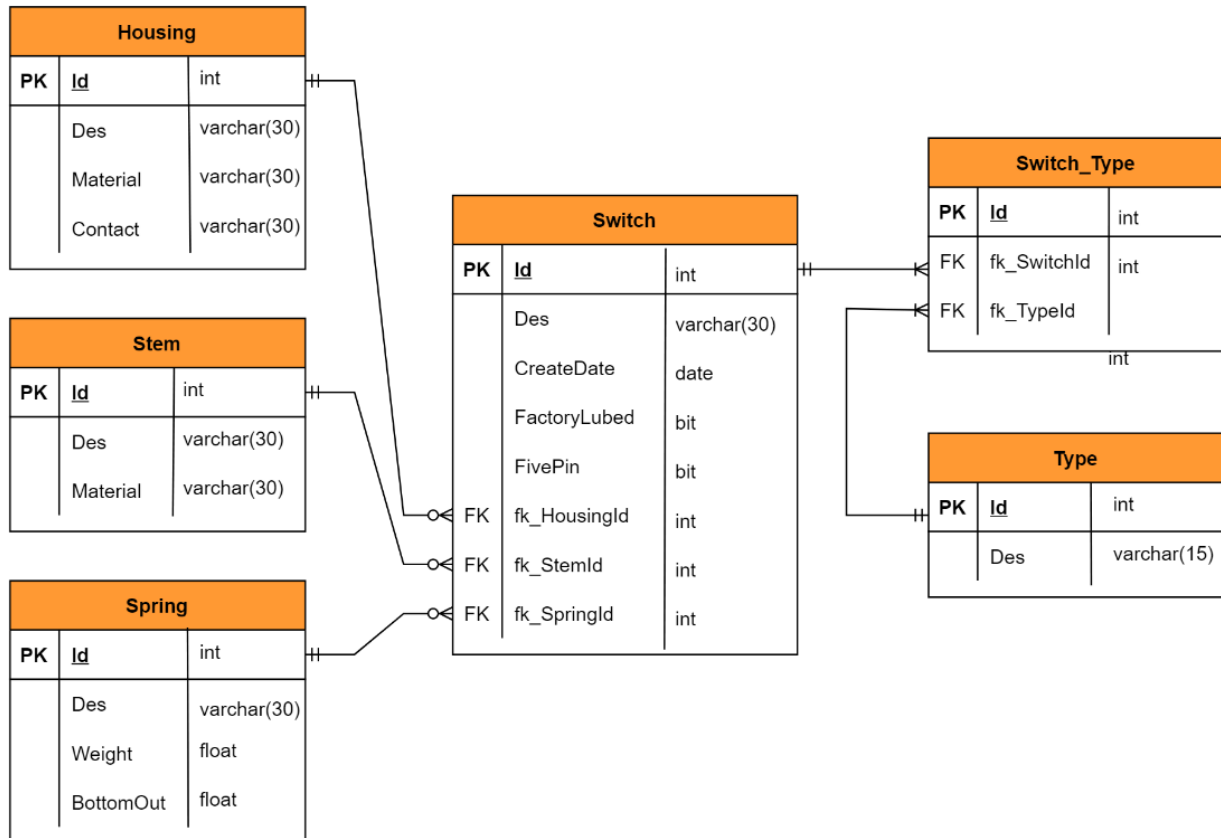 Housing
PK Id int
Des varchar(30)
Material varchar(30)
Contact varchar(30)
Stem
PK Id int
Des varchar(30)
Material varchar(30)
Spring
PK Id int
Des varchar(30)
Weight float
BottomOut float
Switch
PK Id int
Des varchar(30)
CreateDate date
FactoryLubed bit
FivePin bit
FK fk_HousingId int
FK fk_StemId int
FK fk_SpringId int
Switch_Type
PK Id int
FK fk_SwitchId int
FK fk_TypeId
int
Type
PK Id int
Des varchar(15)